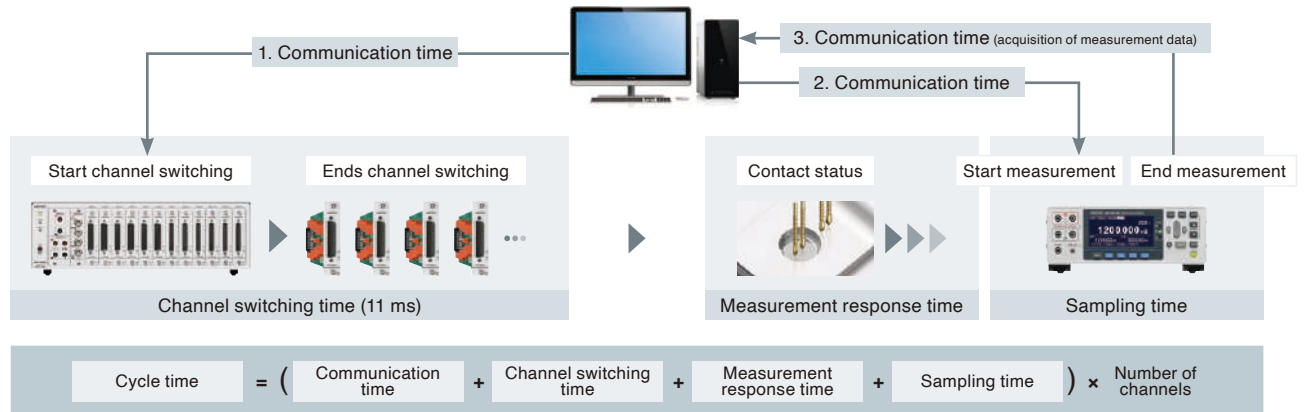 1. Communication time
3. Communication time (acquisition of measurement data)
2. Communication time
Start channel switching
Ends channel switching
Contact status
Start measurement
End measurement
1200.009
Channel switching time (11 ms)
Measurement response time
Sampling time
Cycle time
=
(
Communication
time
+
Channel switching
time
+
Measurement
response time
+
Sampling time
)
×
Number of
channels